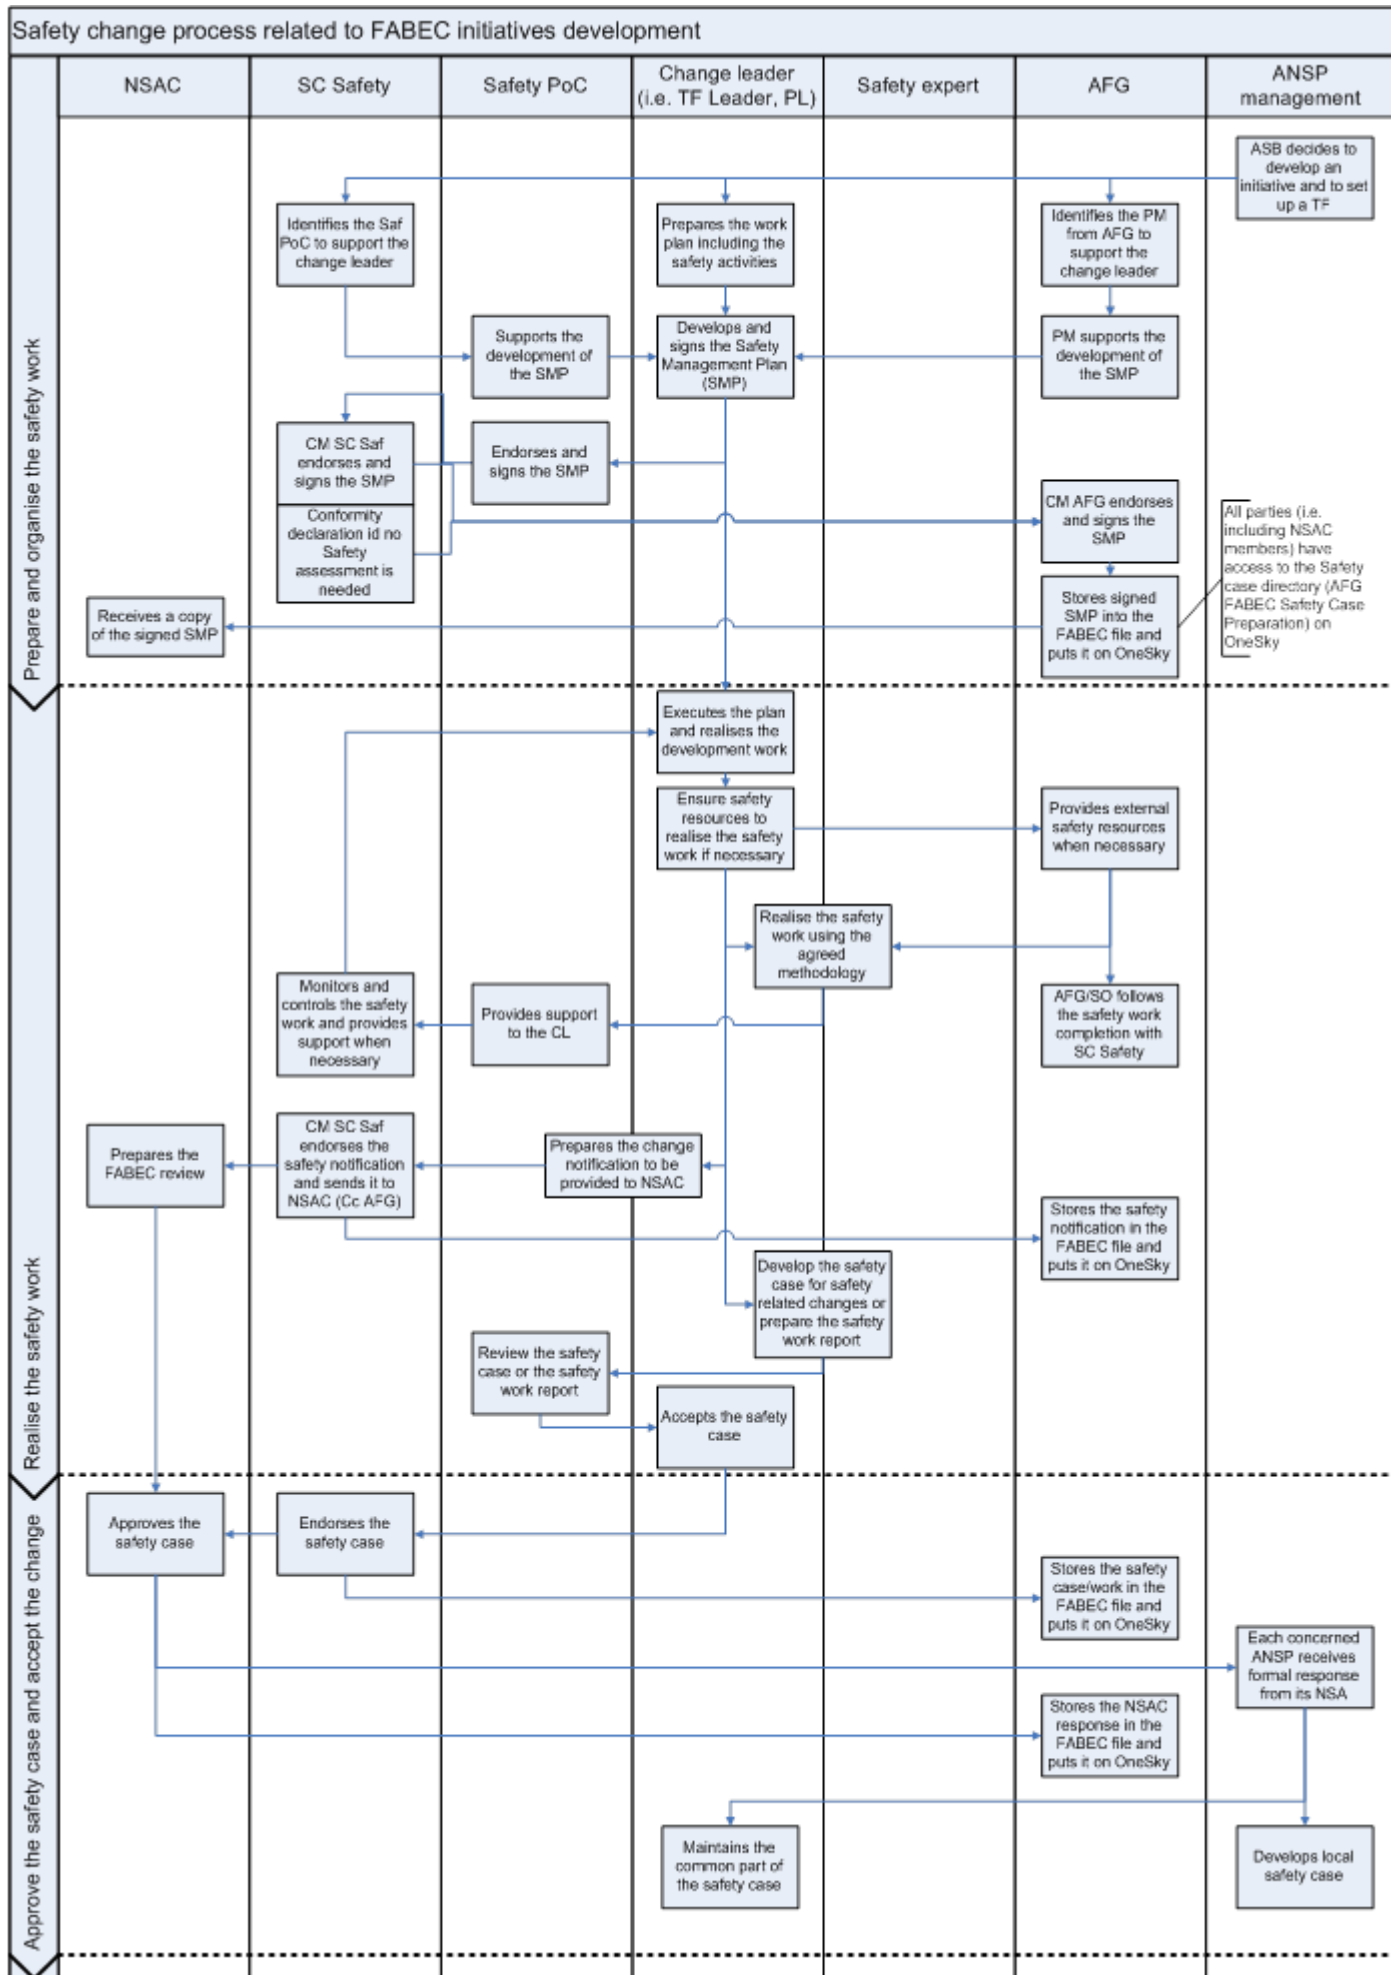 Safety change process related to FABEC initiatives development
NSAC
SC Safety
Safety PoC
Change leader
(i.e. TF Leader, PL)
Safety expert
AFG
ANSP
management
Prepare and organise the safety work
ASB decides to
develop an
initiative and to set
up a TF
Identifies the Saf
PoC to support the
change leader
Prepares the work
plan including the
safety activities
Identifies the PM
from AFG to
support the
change leader
Supports the
development of
the SMP
Develops and
signs the Safety
Management Plan
(SMP)
PM supports the
development of
the SMP
CM SC Saf
endorses and
signs the SMP
Endorses and
signs the SMP
Conformity
declaration id no
Safety
assessment is
needed
CM AFG endorses
and signs the
SMP
All parties (i.e.
including NSAC
members) have
access to the Safety
case directory (AFG
FABEC Safety Case
Preparation) on
OneSky
Receives a copy
of the signed SMP
Stores signed
SMP into the
FABEC file and
puts it on OneSky
Realise the safety work
Executes the plan
and realises the
development work
Ensure safety
resources to
realise the safety
work if necessary
Provides external
safety resources
when necessary
Realise the safety
work using the
agreed
methodology
Monitors and
controls the safety
work and provides
support when
necessary
Provides support
to the CL
AFG/SO follows
the safety work
completion with
SC Safety
Prepares the
FABEC review
CM SC Saf
endorses the
safety notification
and sends it to
NSAC (Cc AFG)
Prepares the change
notification to be
provided to NSAC
Stores the safety
notification in the
FABEC file and
puts it on OneSky
Develop the safety
case for safety
related changes or
prepare the safety
work report
Review the safety
case or the safety
work report
Accepts the safety
case
Approve the safety case and accept the change
Approves the
safety case
Endorses the
safety case
Stores the safety
case/work in the
FABEC file and
puts it on OneSky
Each concerned
ANSP receives
formal response
from its NSA
Stores the NSAC
response in the
FABEC file and
puts it on OneSky
Maintains the
common part of
the safety case
Develops local
safety case